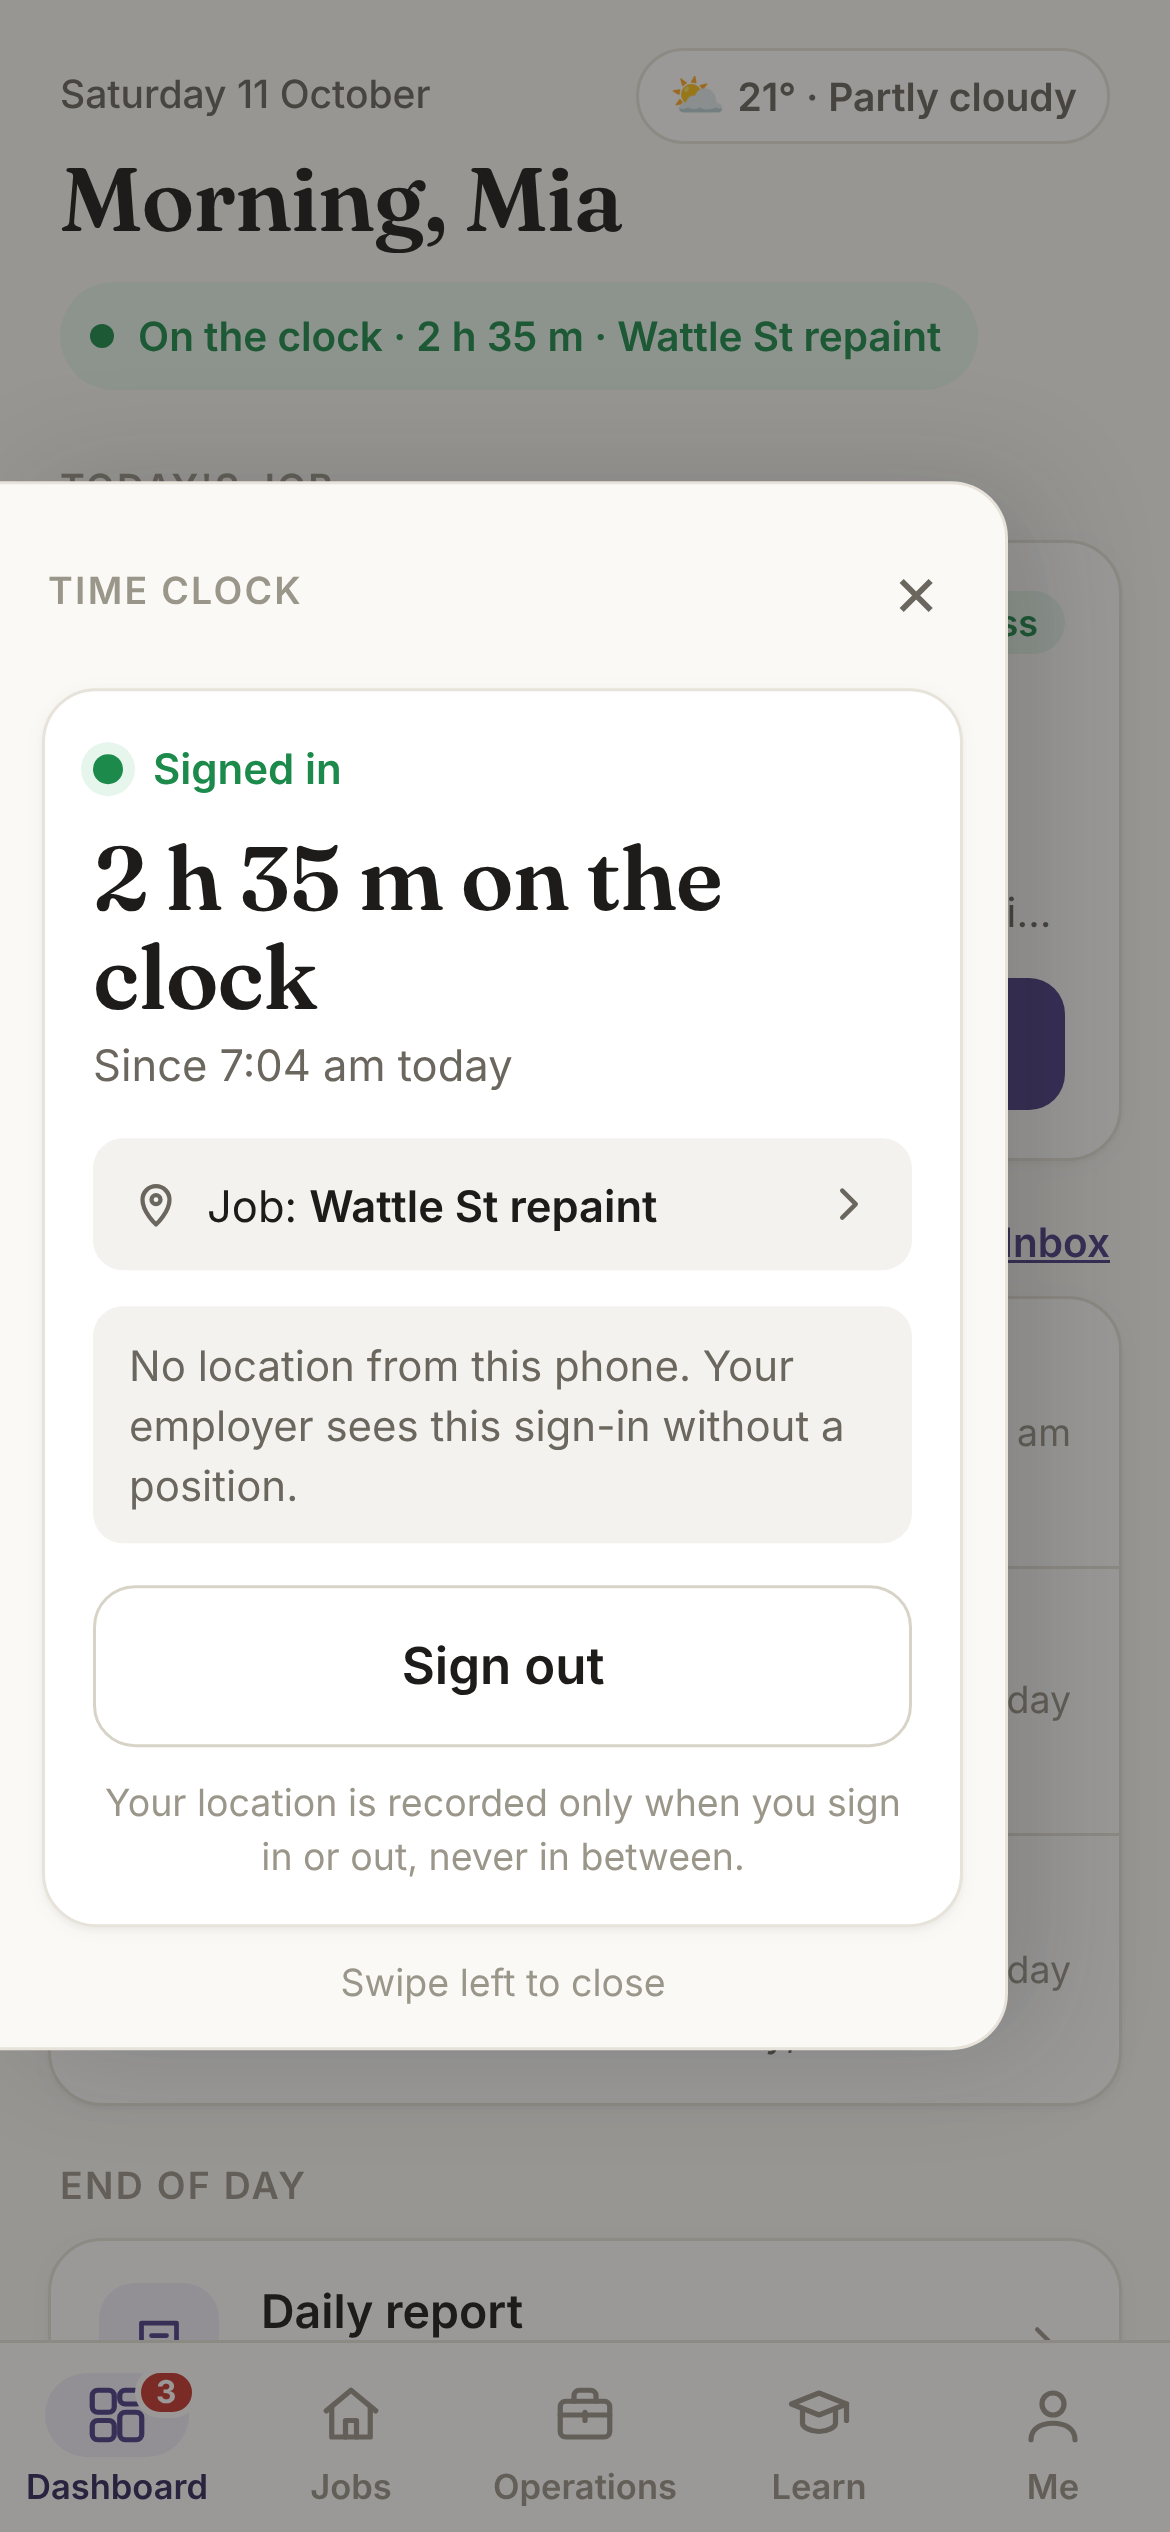 Saturday 11 October
21° · Partly cloudy
Morning, Mia
On the clock · 2 h 35 m · Wattle St repaint
TODAY'S JOB
TIME CLOCK
Signed in
2 h 35 m on the
clock
Since 7:04 am today
Job: Wattle St repaint
Inbox
No location from this phone. Your
employer sees this sign-in without a
position.
am
Sign out
day
Your location is recorded only when you sign
in or out, never in between.
day
Swipe left to close
END OF DAY
Daily report
3
Dashboard
Jobs
Operations
Learn
Me